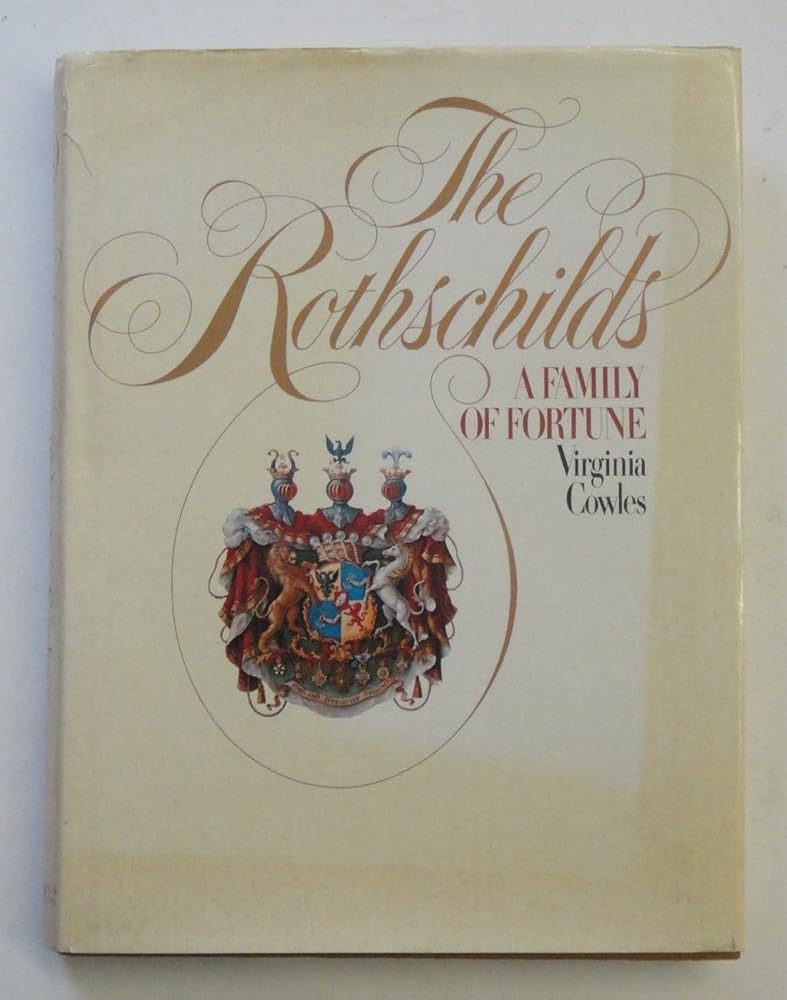 The
Rothschilds
A FAMILY
OF FORTUNE
Virginia
Cowles